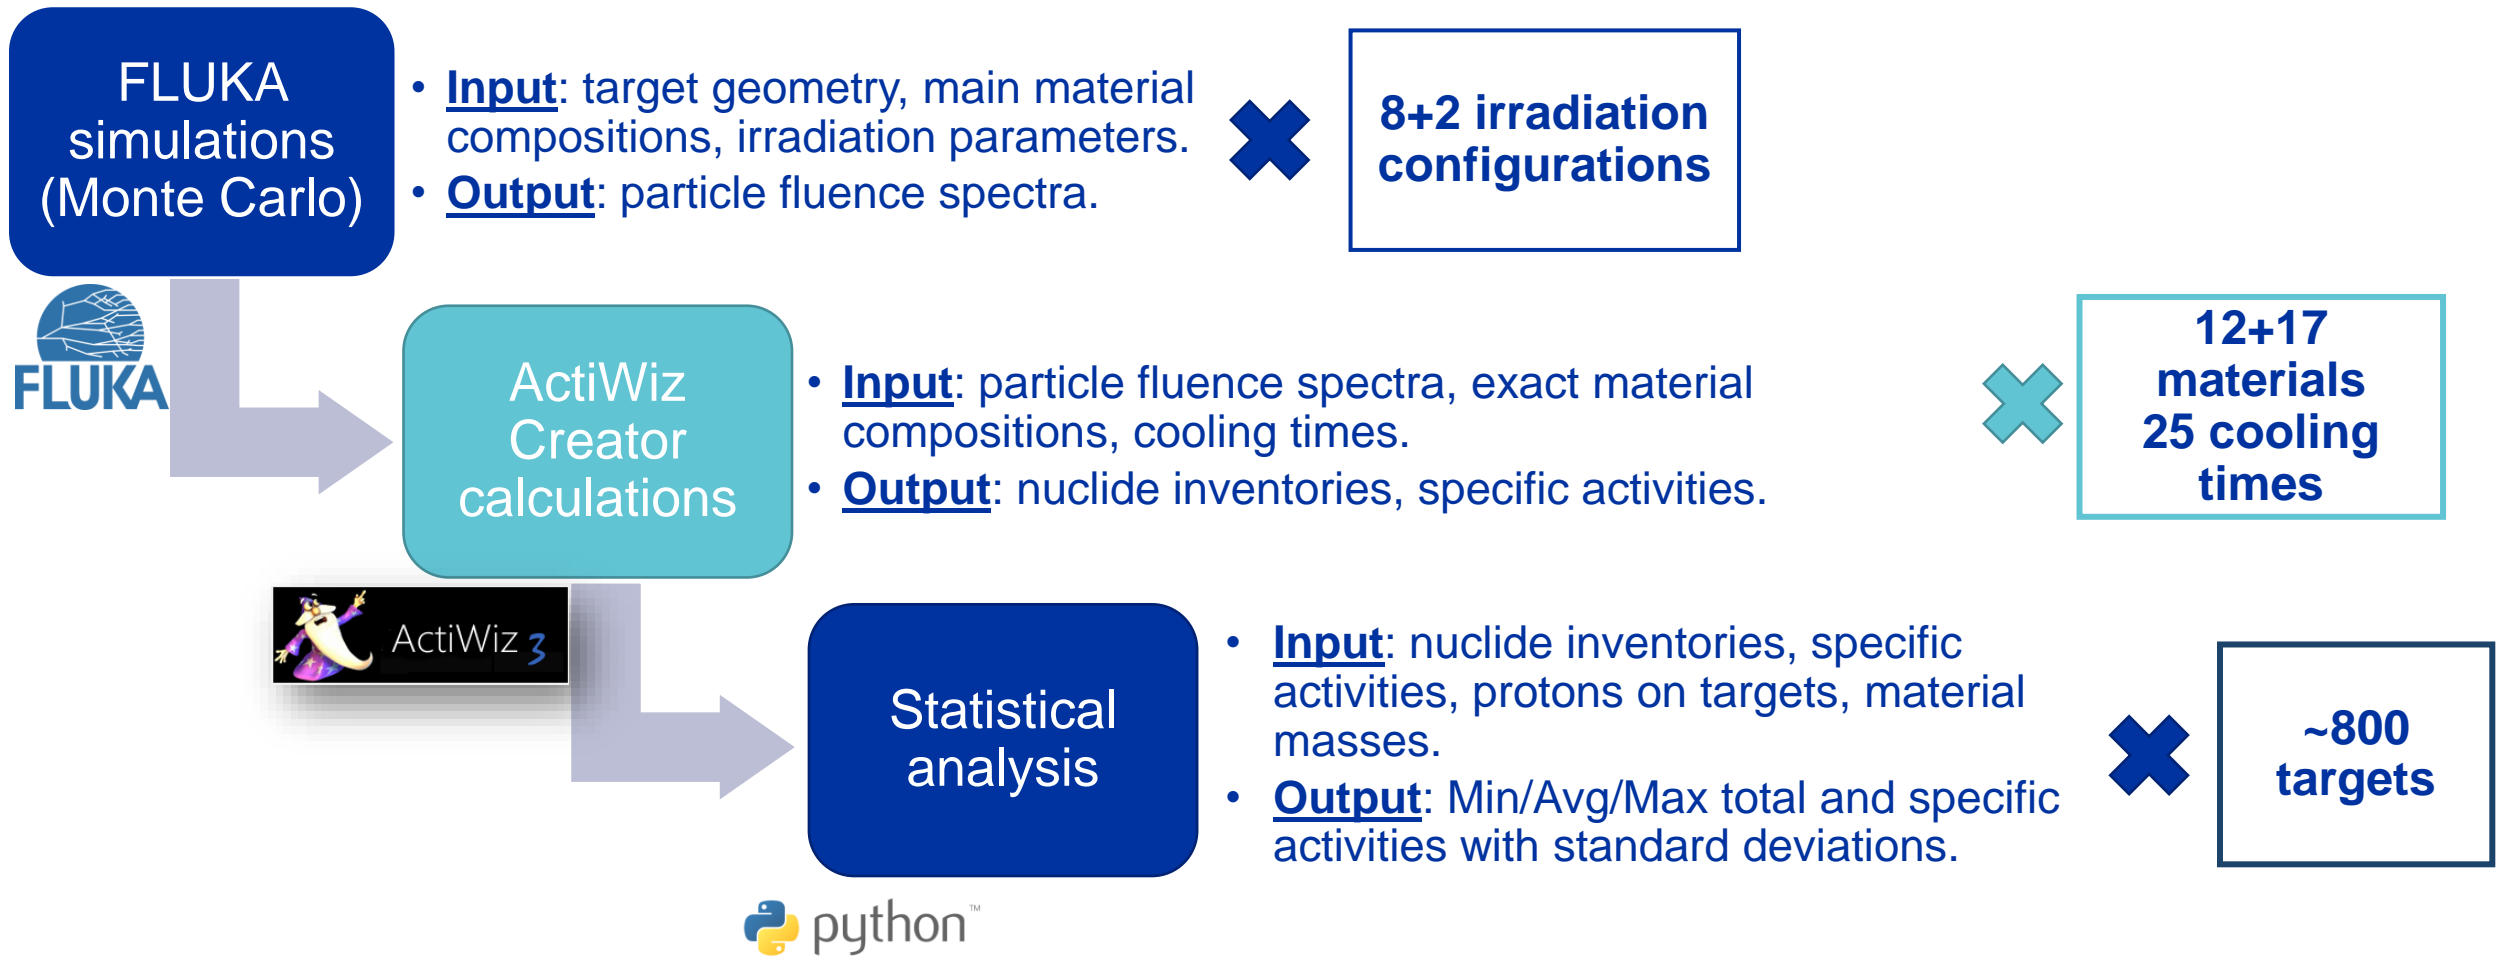 FLUKA
simulations
(Monte Carlo)
• Input: target geometry, main material
compositions, irradiation parameters.
• Output: particle fluence spectra.
8+2 irradiation
configurations
FLUKA
ActiWiz
Creator
calculations
• Input: particle fluence spectra, exact material
compositions, cooling times.
• Output: nuclide inventories, specific activities.
12+17
materials
25 cooling
times
ActiWiz 3
Statistical
analysis
• Input: nuclide inventories, specific
activities, protons on targets, material
masses.
• Output: Min/Avg/Max total and specific
activities with standard deviations.
~800
targets
python™